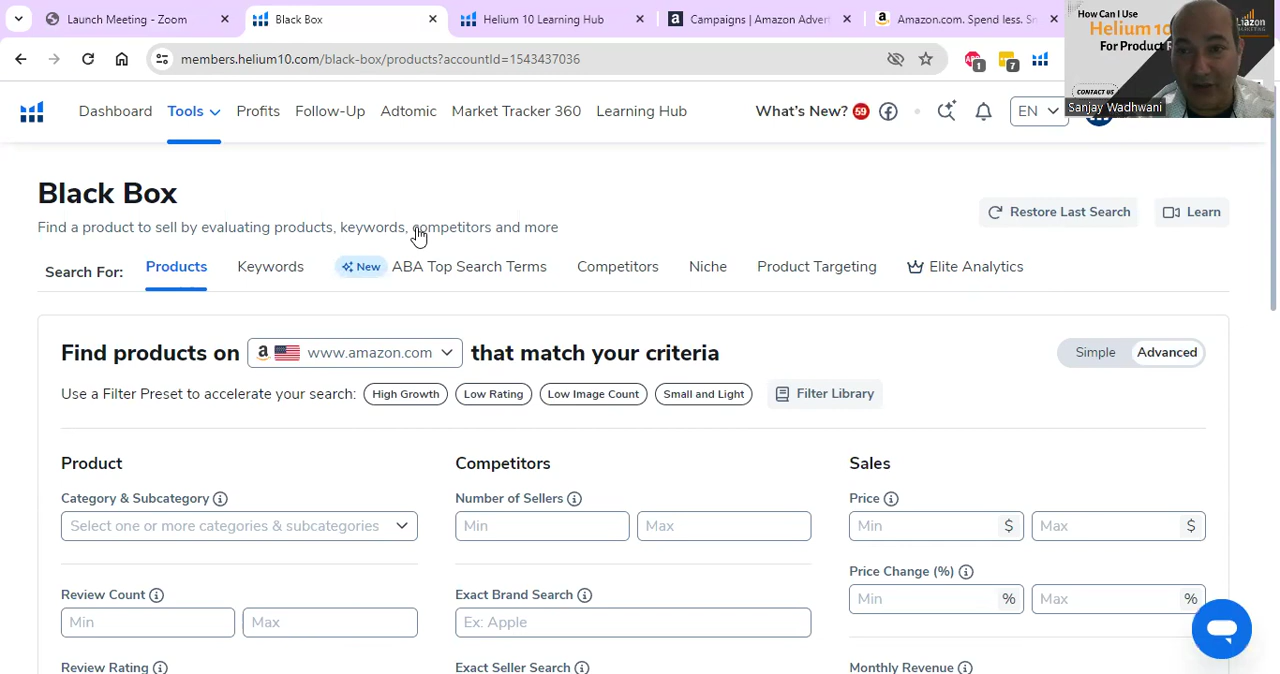 Launch Meeting - Zoom
Black Box
Helium 10 Learning Hub
Campaigns | Amazon Advert
Amazon.com. Spend less. Sm
members.helium10.com/black-box/products?accountId=1543437036
1
7
How Can I Use
Helium 10
For Product R
CONTACT US
Liazon
Sanjay Wadhwani
Dashboard
Tools
Profits
Follow-Up
Adtomic
Market Tracker 360
Learning Hub
What's New? 59
EN
Black Box
Find a product to sell by evaluating products, keywords, competitors and more
Restore Last Search
Learn
Search For:
Products
Keywords
New
ABA Top Search Terms
Competitors
Niche
Product Targeting
Elite Analytics
Find products on
www.amazon.com
that match your criteria
Simple
Advanced
Use a Filter Preset to accelerate your search:
High Growth
Low Rating
Low Image Count
Small and Light
Filter Library
Product
Competitors
Sales
Category & Subcategory
Number of Sellers
Price
Select one or more categories & subcategories
Min
Max
Min $
Max $
Price Change (%)
Review Count
Exact Brand Search
Min %
Max %
Min
Max
Ex: Apple
Review Rating
Exact Seller Search
Monthly Revenue